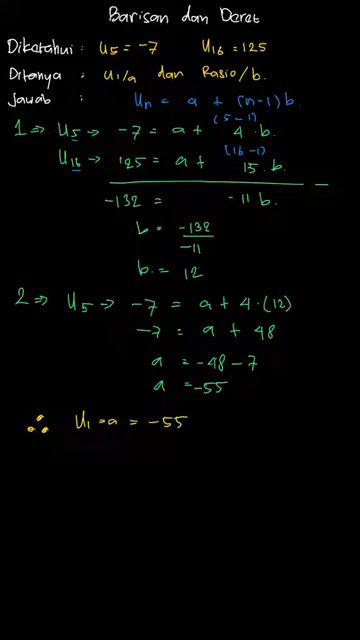 Barisan dan Deret
Diketahui : U5 = -7 U16 = 125
Ditanya : U1/a dan Rasio/b.
Jawab : Un = a + (n-1) b
(5-1)
1 ⇒ U5 → -7 = a + 4 . b.
(16-1)
U16 → 125 = a + 15 . b.
-132 = -11 b.
b = -132/-11
b. = 12
2 ⇒ U5 → -7 = a + 4 . (12)
-7 = a + 48
a = -48 - 7
a = -55
∴ U1 = a = -55